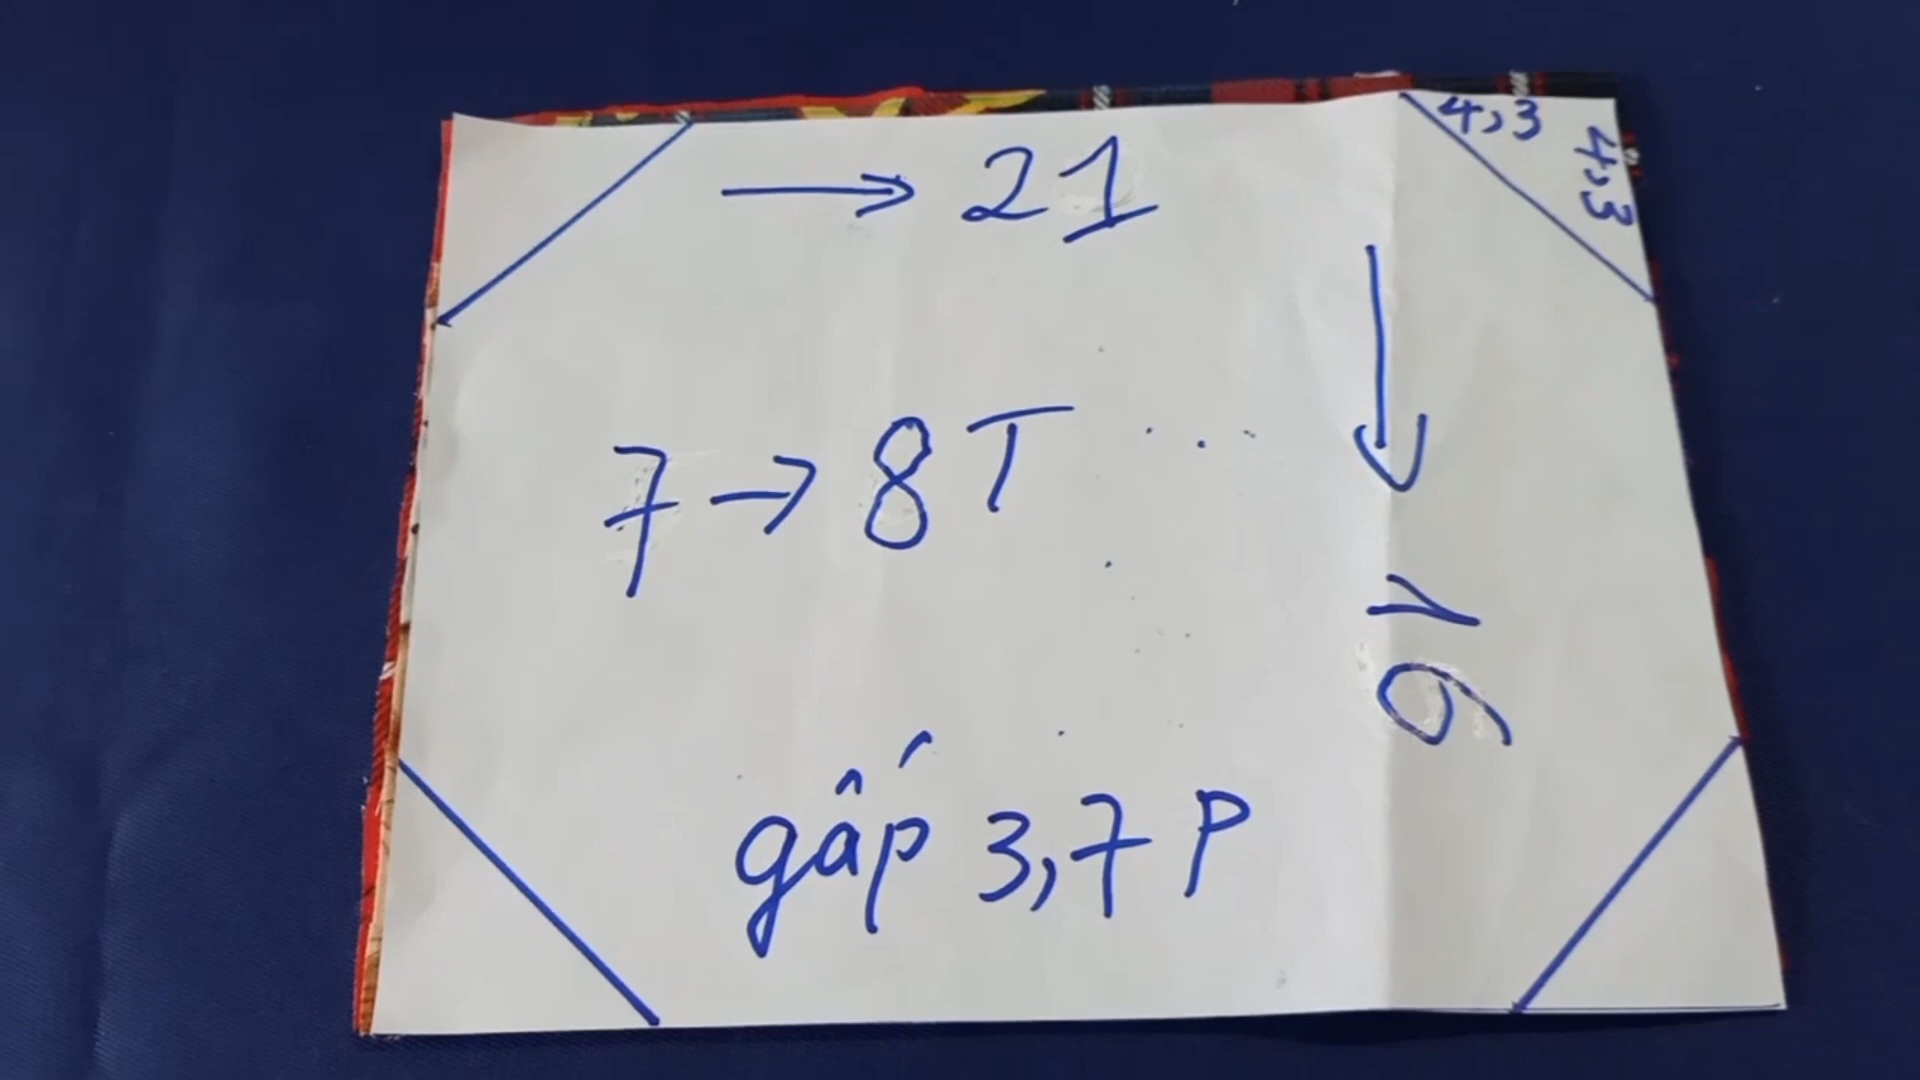 → 21
4,3
4,3
7 → 8T
↓ 16
gấp 3,7 P